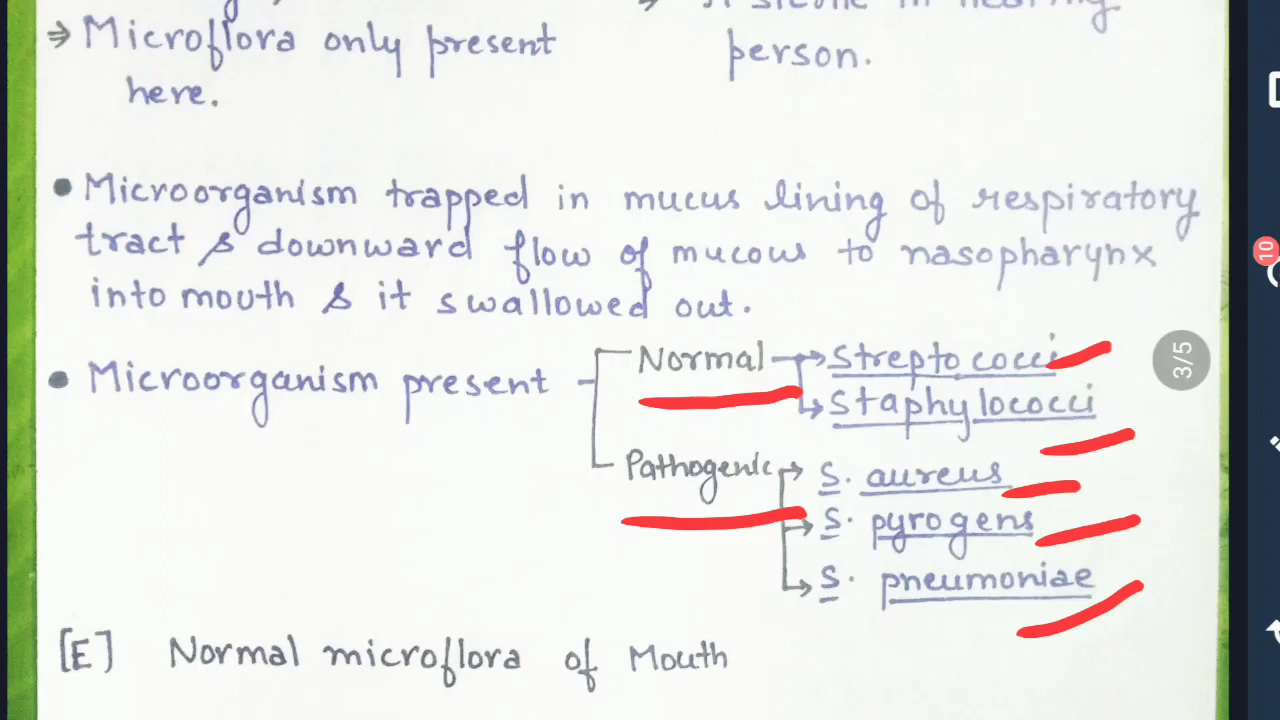 ⇒ Microflora only present
here.
person.
• Microorganism trapped in mucus lining of respiratory
tract & downward flow of mucous to nasopharynx
into mouth & it swallowed out.
• Microorganism present
Normal → Streptococci
→ Staphylococci
Pathogenic → S. aureus
→ S. pyrogens
→ S. pneumoniae
[E] Normal microflora of Mouth
3/5
10